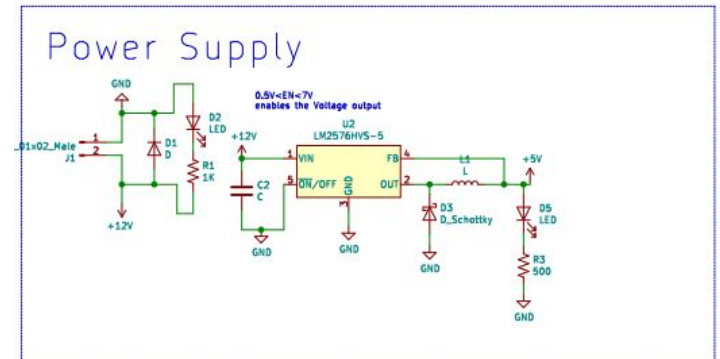 Power Supply
GND
_01x02_Male
1
2
J1
+12V
D1
D
D2
LED
R1
1K
0.5V<EN<7V
enables the Voltage output
+12V
C2
C
GND
U2
LM2576HVS-5
1
VIN
5
ON/OFF
GND
3
GND
FB
4
OUT
2
L1
L
D3
D_Schottky
GND
+5V
D5
LED
R3
500
GND